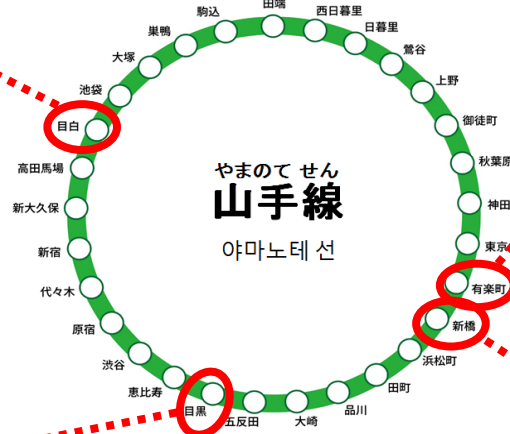 田端
西日暮里
日暮里
鶯谷
上野
御徒町
秋葉原
神田
東京
有楽町
新橋
浜松町
田町
品川
大崎
五反田
目黒
恵比寿
渋谷
原宿
代々木
新宿
新大久保
高田馬場
目白
池袋
大塚
巣鴨
駒込
やまのて せん
山手線
야마노테 선